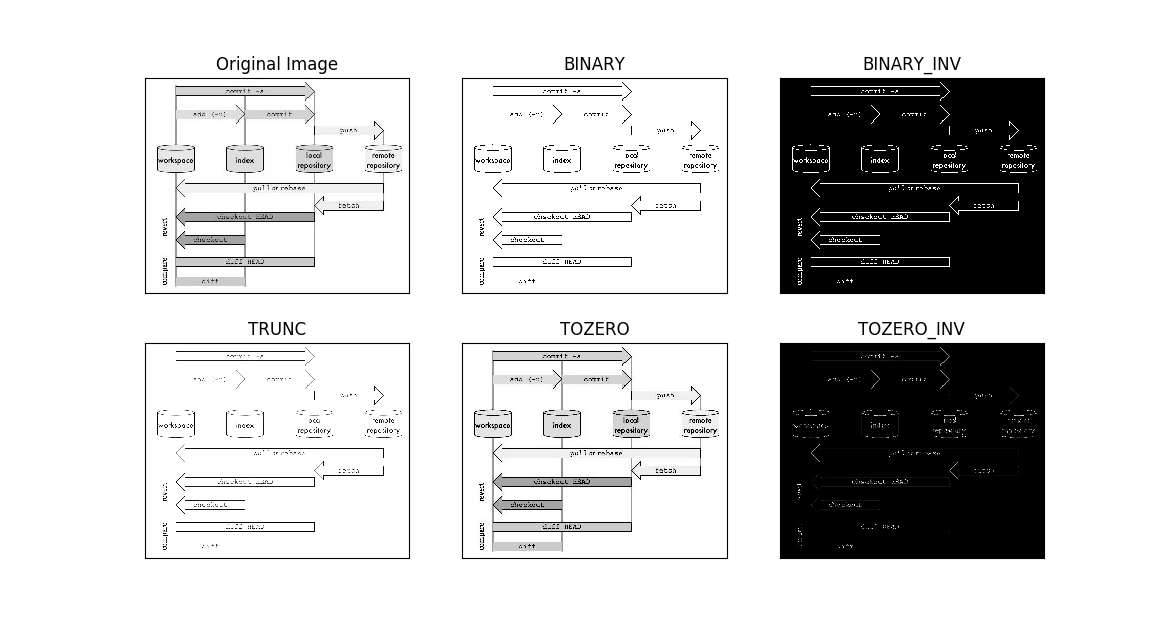 Original Image
commit -a
add (-u)
commit
push
workspace
index
local
repository
remote
repository
pull or rebase
fetch
revert
checkout HEAD
checkout
compare
diff HEAD
diff
BINARY
commit -a
add (-u)
commit
push
workspace
index
local
repository
remote
repository
pull or rebase
fetch
revert
checkout HEAD
checkout
compare
diff HEAD
diff
BINARY_INV
commit -a
add (-u)
commit
push
workspace
index
local
repository
remote
repository
pull or rebase
fetch
revert
checkout HEAD
checkout
compare
diff HEAD
diff
TRUNC
commit -a
add (-u)
commit
push
workspace
index
local
repository
remote
repository
pull or rebase
fetch
revert
checkout HEAD
checkout
compare
diff HEAD
diff
TOZERO
commit -a
add (-u)
commit
push
workspace
index
local
repository
remote
repository
pull or rebase
fetch
revert
checkout HEAD
checkout
compare
diff HEAD
diff
TOZERO_INV
commit -a
add (-u)
commit
push
workspace
index
repository
repository
pull or rebase
fetch
checkout HEAD
checkout
diff HEAD
diff